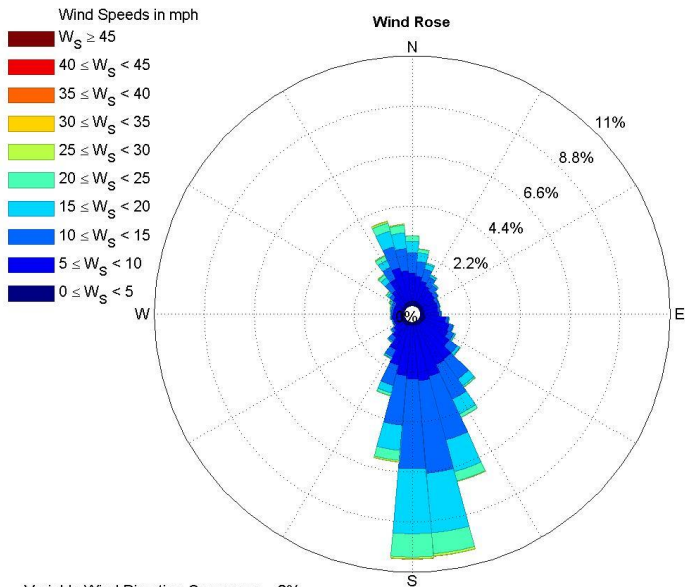 Wind Speeds in mph
W_S ≥ 45
40 ≤ W_S < 45
35 ≤ W_S < 40
30 ≤ W_S < 35
25 ≤ W_S < 30
20 ≤ W_S < 25
15 ≤ W_S < 20
10 ≤ W_S < 15
5 ≤ W_S < 10
0 ≤ W_S < 5
Wind Rose
N
11%
8.8%
6.6%
4.4%
2.2%
W
E
S